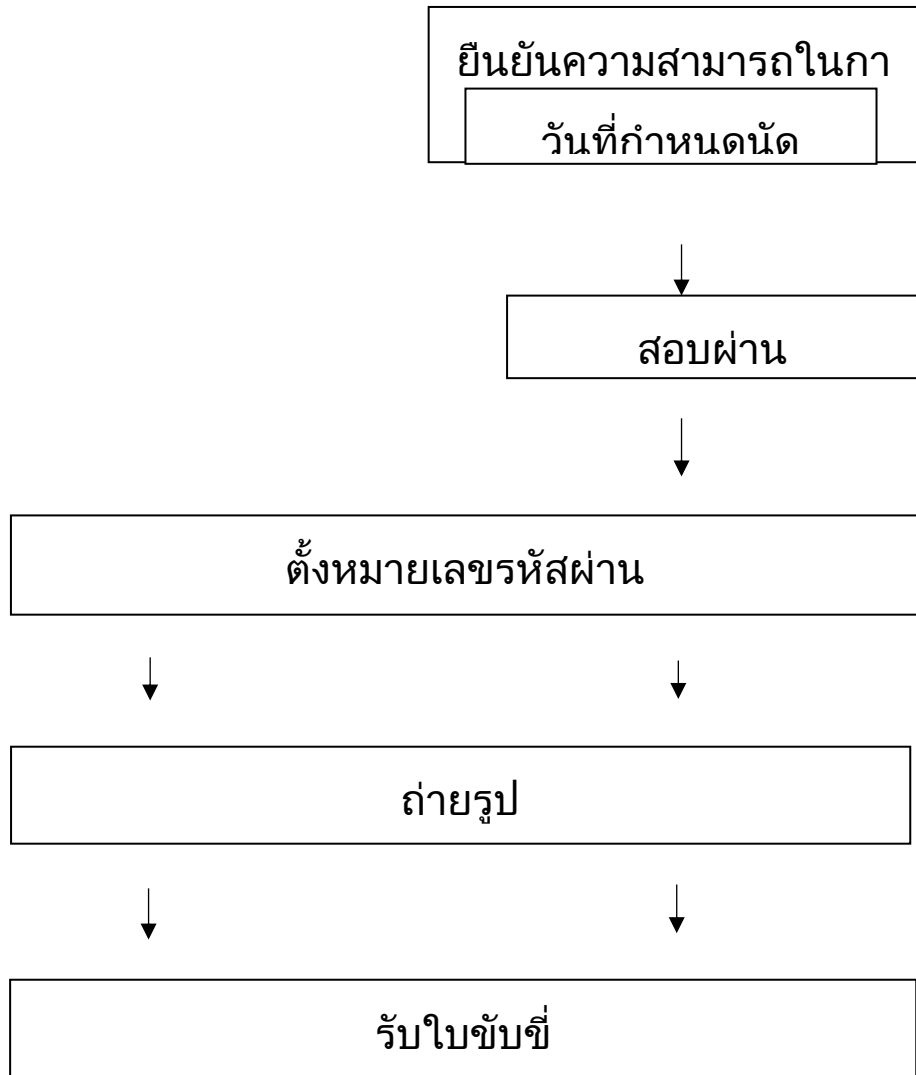 ยืนยันความสามารถในกา
วันที่กำหนดนัด
สอบผ่าน
ตั้งหมายเลขรหัสผ่าน
ถ่ายรูป
รับใบขับขี่